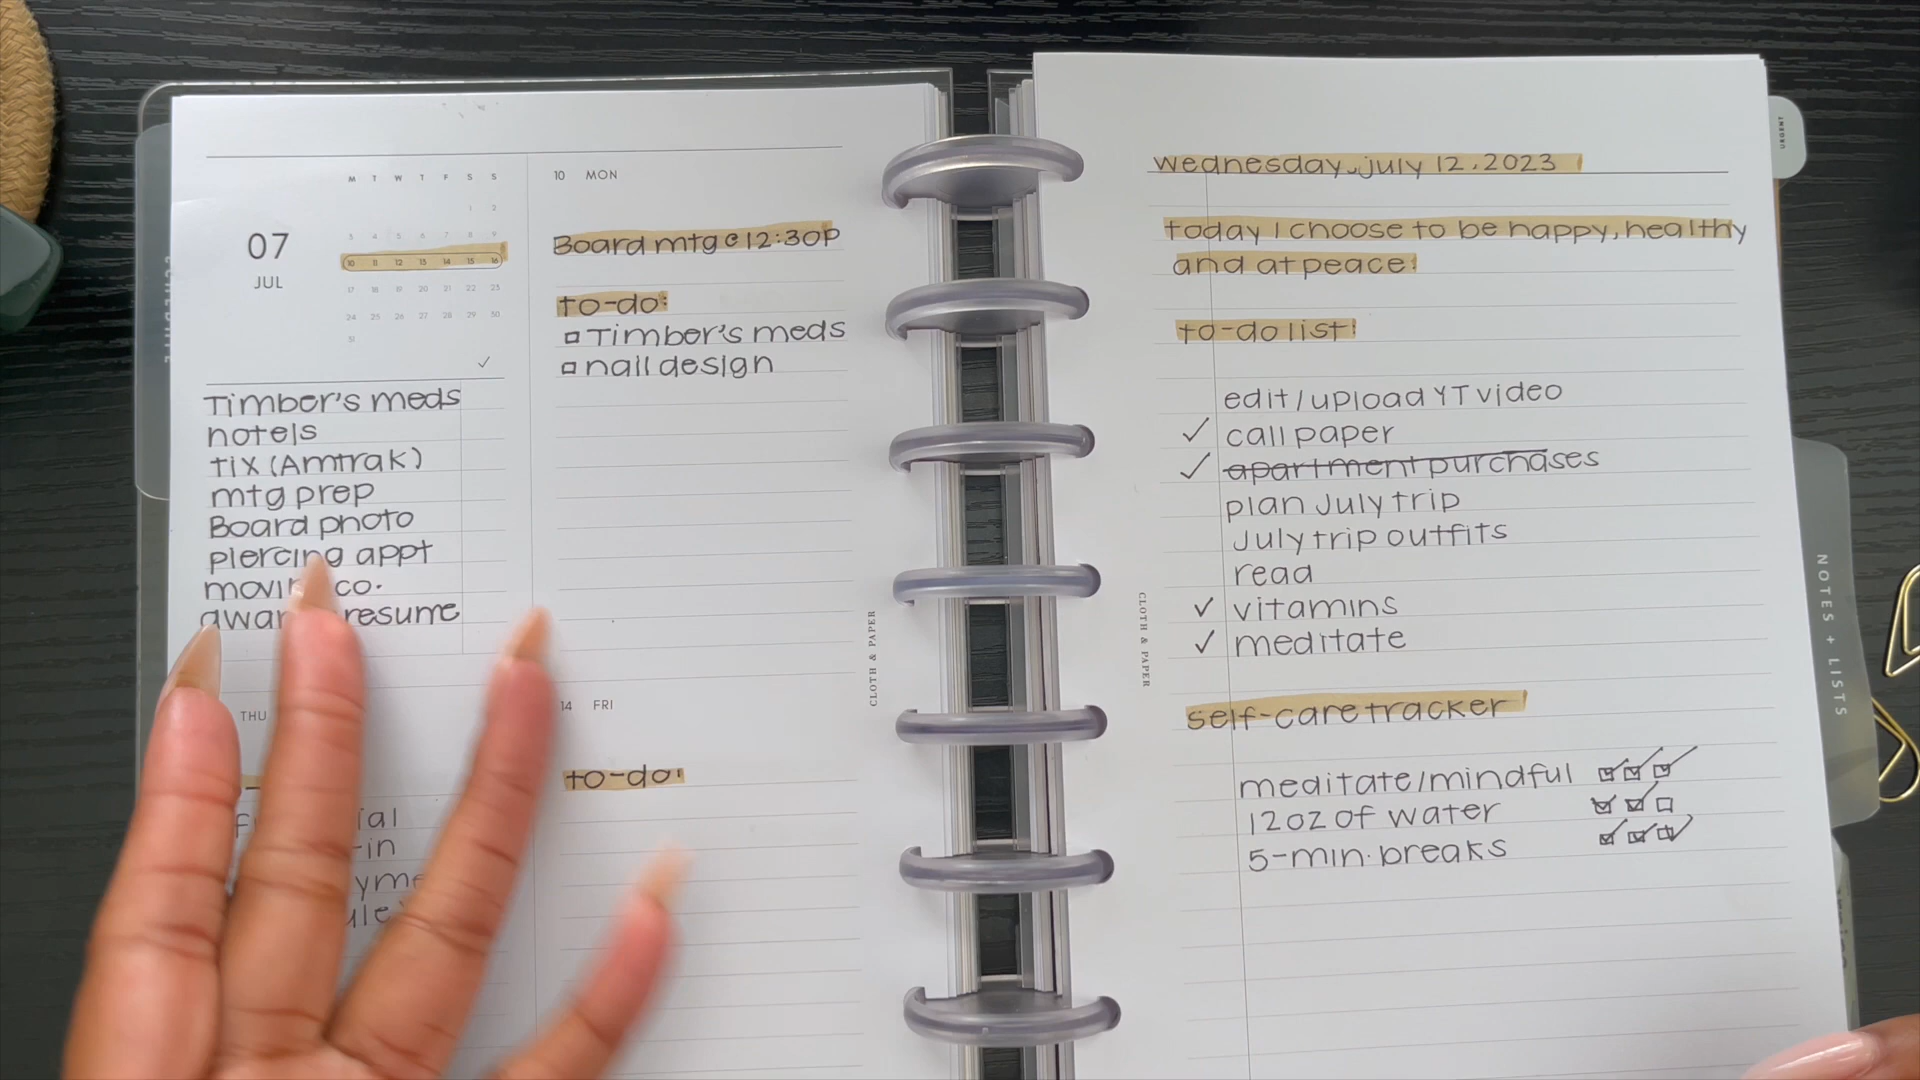 M T W T F S S
1 2
3 4 5 6 7 8 9
10 11 12 13 14 15 16
17 18 19 20 21 22 23
24 25 26 27 28 29 30
31
07
JUL
✓
Timber's meds
hotels
tix (Amtrak)
mtg prep
Board photo
piercing appt
co.
resume
10 MON
Board mtg @ 12:30p
to-do:
Timber's meds
nail design
THU
14 FRI
to-do:
CLOTH & PAPER
wednesday, july 12, 2023
today I choose to be happy, healthy
and at peace.
to-do list:
edit/upload YT video
✓ call paper
✓ apartment purchases
plan July trip
July trip outfits
read
✓ vitamins
✓ meditate
self-care tracker
meditate/mindful
12 oz of water
5-min. breaks
CLOTH & PAPER
URGENT
NOTES + LISTS